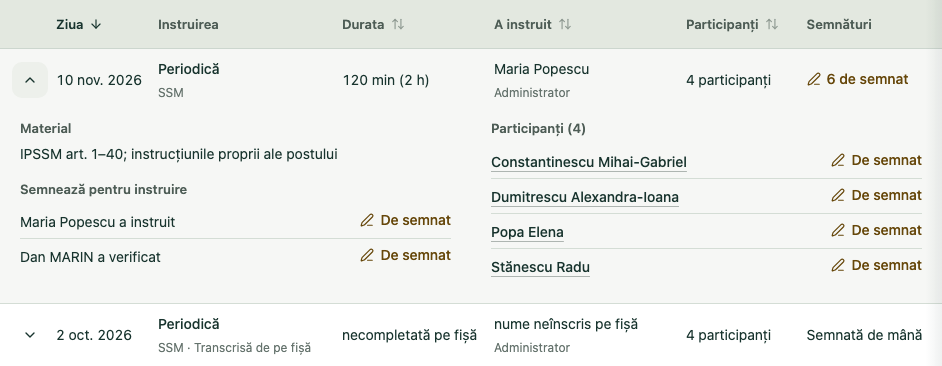 Ziua Instruirea Durata A instruit Participanți Semnături
10 nov. 2026 Periodică 120 min (2 h) Maria Popescu 4 participanți 6 de semnat
SSM Administrator
Material
IPSSM art. 1–40; instrucțiunile proprii ale postului
Semnează pentru instruire
Maria Popescu a instruit De semnat
Dan MARIN a verificat De semnat
Participanți (4)
Constantinescu Mihai-Gabriel De semnat
Dumitrescu Alexandra-Ioana De semnat
Popa Elena De semnat
Stănescu Radu De semnat
2 oct. 2026 Periodică necompletată pe fișă nume neînscris pe fișă 4 participanți Semnată de mână
SSM · Transcrisă de pe fișă Administrator